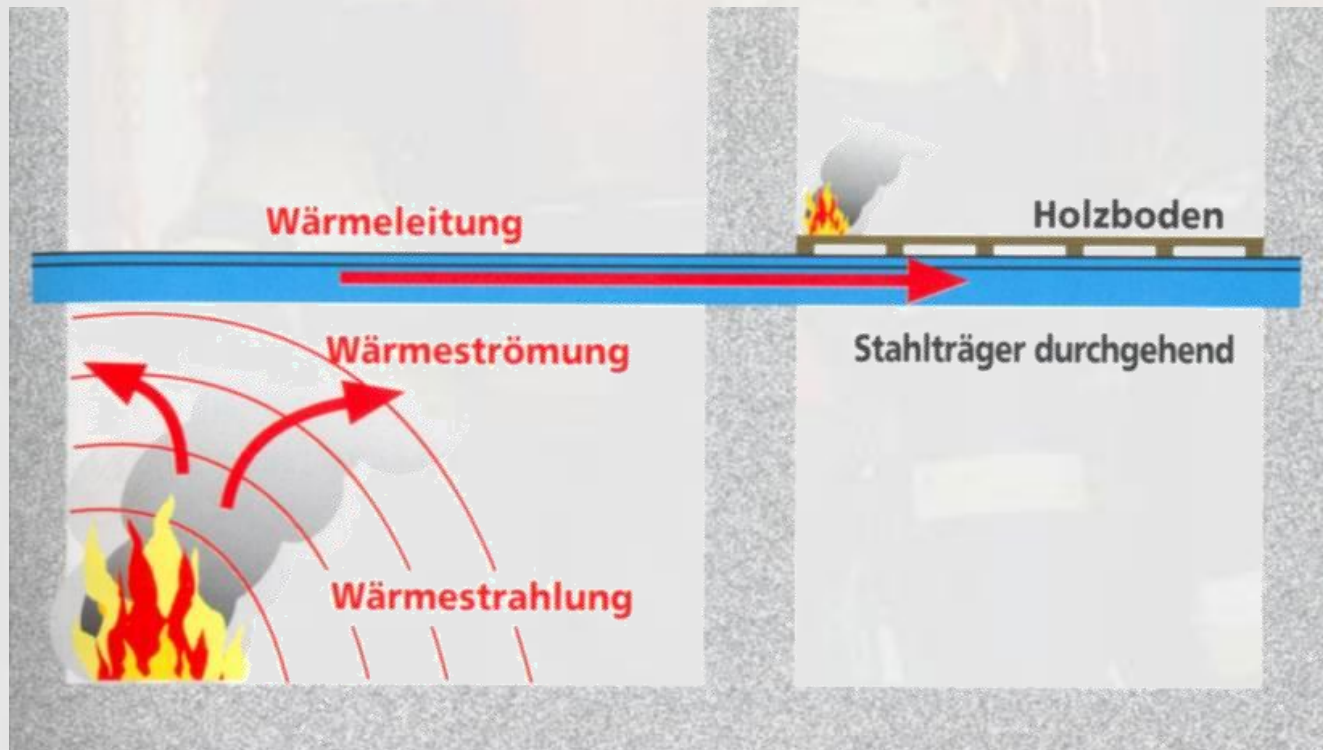 Wärmeleitung
Holzboden
Wärmeströmung
Stahlträger durchgehend
Wärmestrahlung